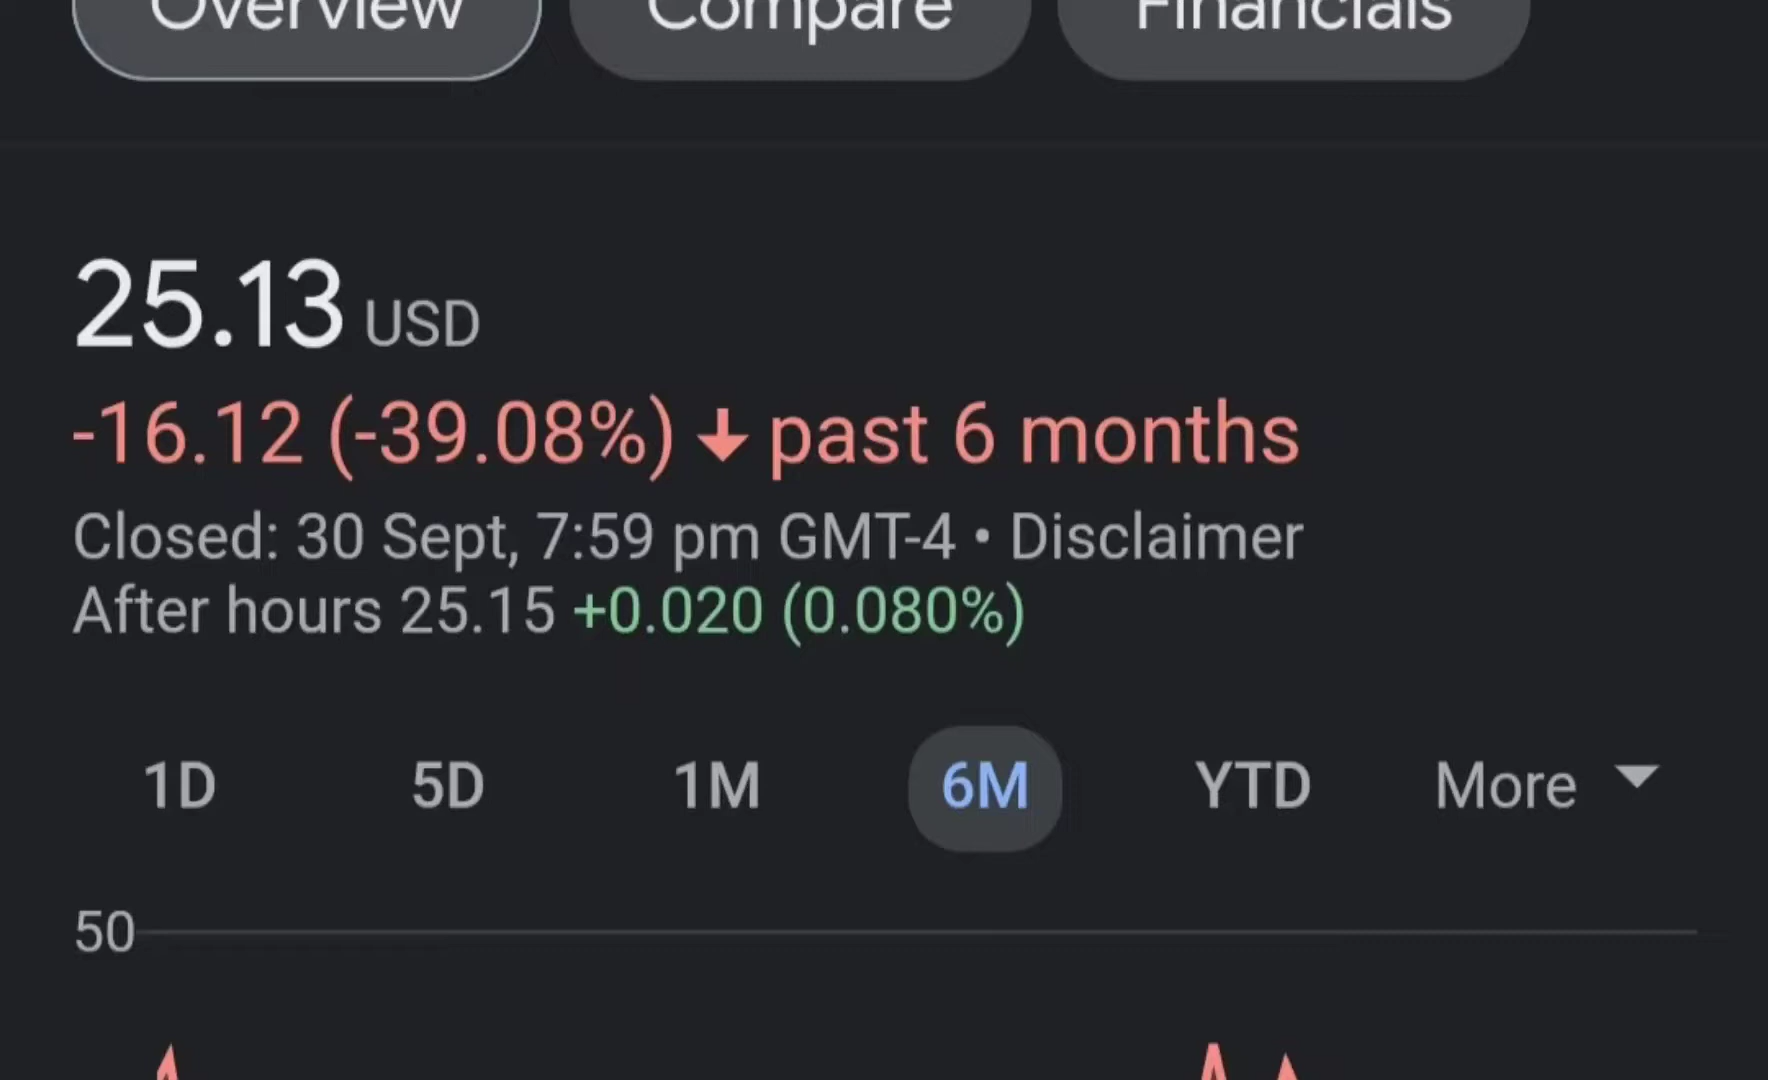 Overview Compare Financials
25.13 USD
-16.12 (-39.08%) ↓ past 6 months
Closed: 30 Sept, 7:59 pm GMT-4 • Disclaimer
After hours 25.15 +0.020 (0.080%)
1D 5D 1M 6M YTD More
50